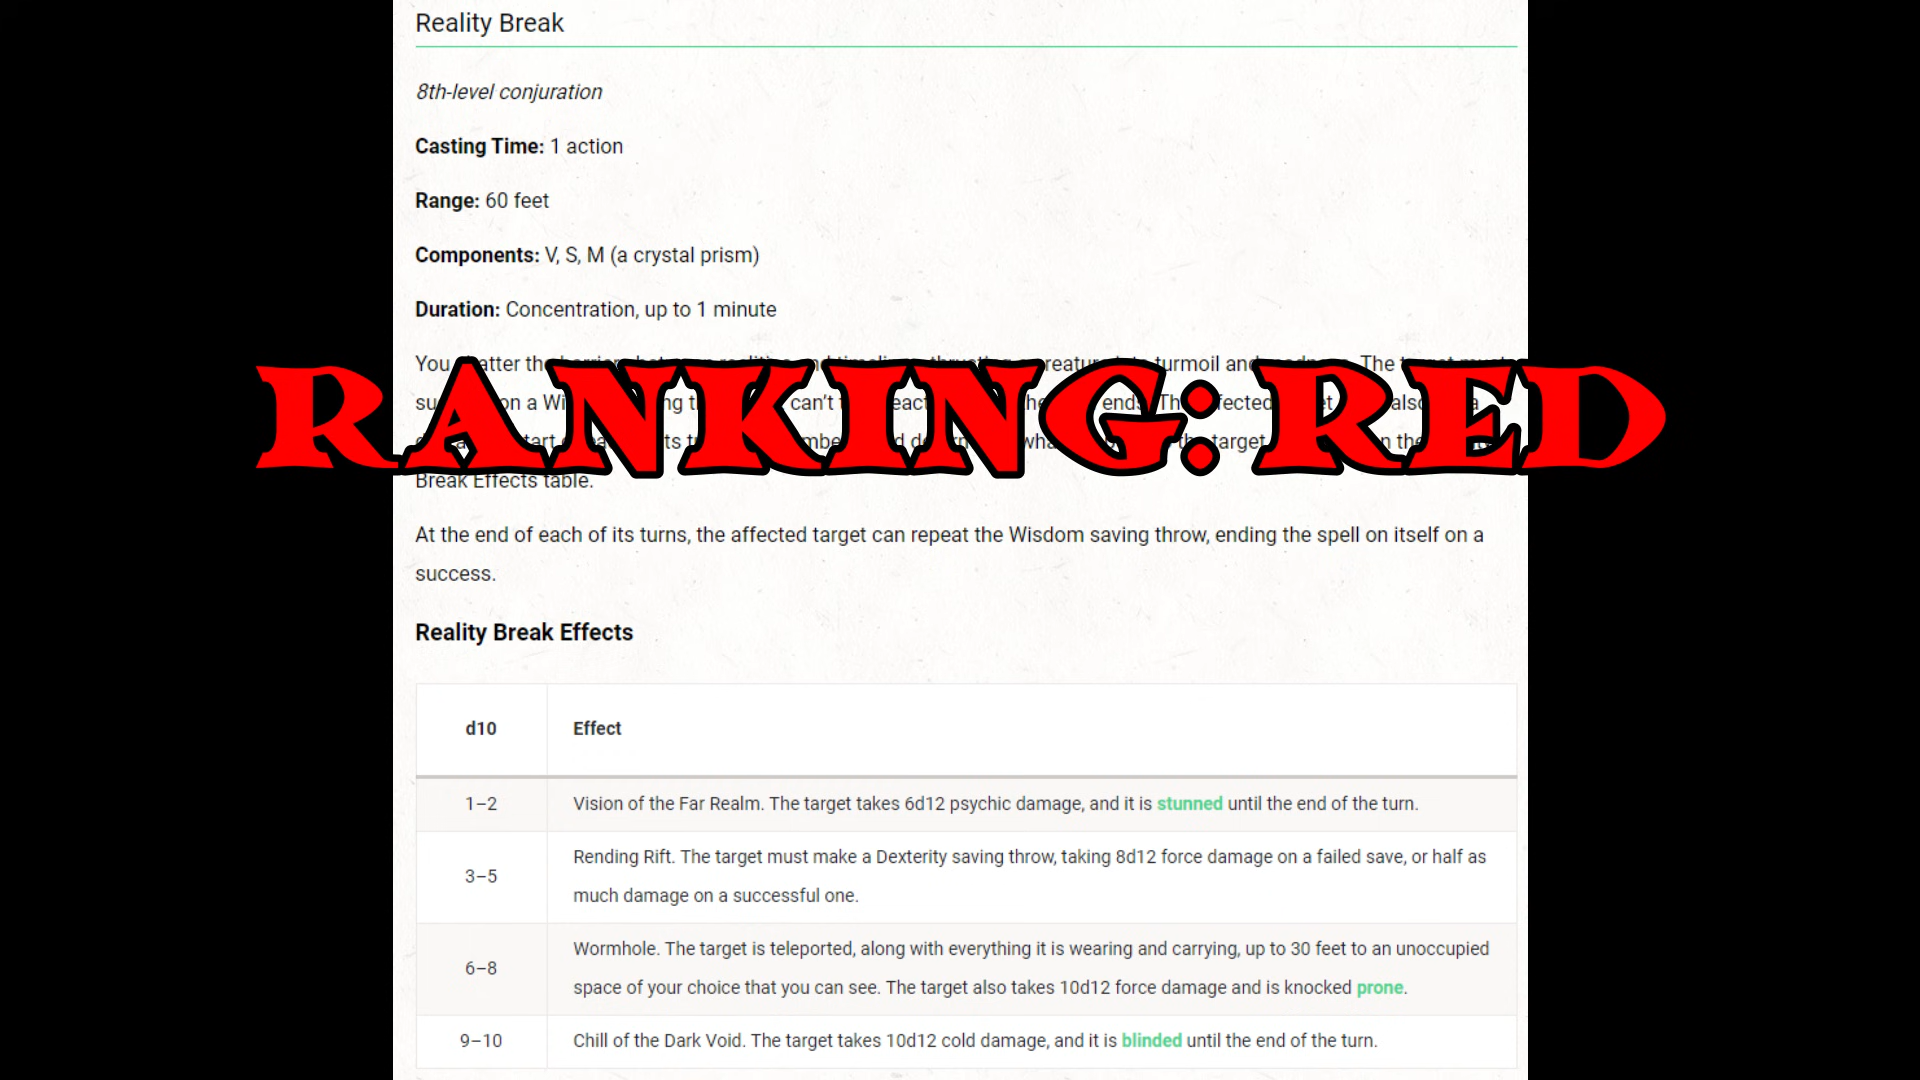 Reality Break
8th-level conjuration
Casting Time: 1 action
Range: 60 feet
Components: V, S, M (a crystal prism)
Duration: Concentration, up to 1 minute
You and The
RANKING: RED
on a can't ends
start target
Break Effects table.
At the end of each of its turns, the affected target can repeat the Wisdom saving throw, ending the spell on itself on a
success.
Reality Break Effects
d10 Effect
1–2 Vision of the Far Realm. The target takes 6d12 psychic damage, and it is stunned until the end of the turn.
3–5 Rending Rift. The target must make a Dexterity saving throw, taking 8d12 force damage on a failed save, or half as
much damage on a successful one.
6–8 Wormhole. The target is teleported, along with everything it is wearing and carrying, up to 30 feet to an unoccupied
space of your choice that you can see. The target also takes 10d12 force damage and is knocked prone.
9–10 Chill of the Dark Void. The target takes 10d12 cold damage, and it is blinded until the end of the turn.